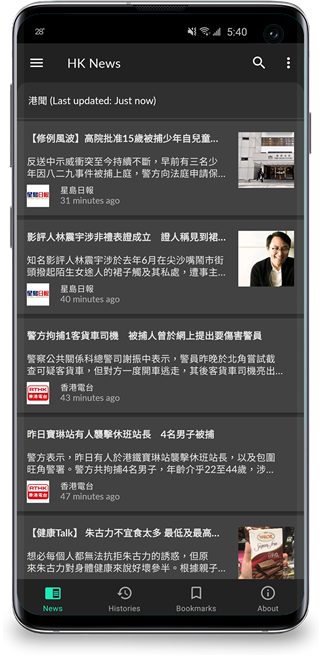 28°
5:40
HK News
港聞 (Last updated: Just now)
【修例風波】高院批准15歲被捕少年自兒童...
反送中示威衝突至今持續不斷，早前有三名少
年因八二九事件被捕上庭，警方向法庭申請保...
星島日報
星島日報
31 minutes ago
影評人林震宇涉非禮表證成立　證人稱見到裙...
知名影評人林震宇涉於去年6月在尖沙嘴鬧市街
頭撥起陌生女途人的裙子觸及其私處，遭事主...
星島日報
星島日報
40 minutes ago
警方拘捕1客貨車司機　被捕人曾於網上提出要傷害警員
警察公共關係科總警司謝振中表示，警員昨晚於北角嘗試截
查可疑客貨車，但對方一度開車逃走，其後客貨車司機亮出...
RTHK
香港電台
香港電台
43 minutes ago
昨日寶琳站有人襲擊休班站長　4名男子被捕
警方表示，昨日有人於港鐵寶琳站襲擊休班站長，以及包圍
旺角警署。警方共拘捕4名男子，年齡介乎22至44歲，涉...
RTHK
香港電台
香港電台
47 minutes ago
【健康Talk】 朱古力不宜食太多 最低及最高...
想必每個人都無法抗拒朱古力的誘惑，但原
來朱古力對身體健康來說好壞參半。根據親子...
News
Histories
Bookmarks
About